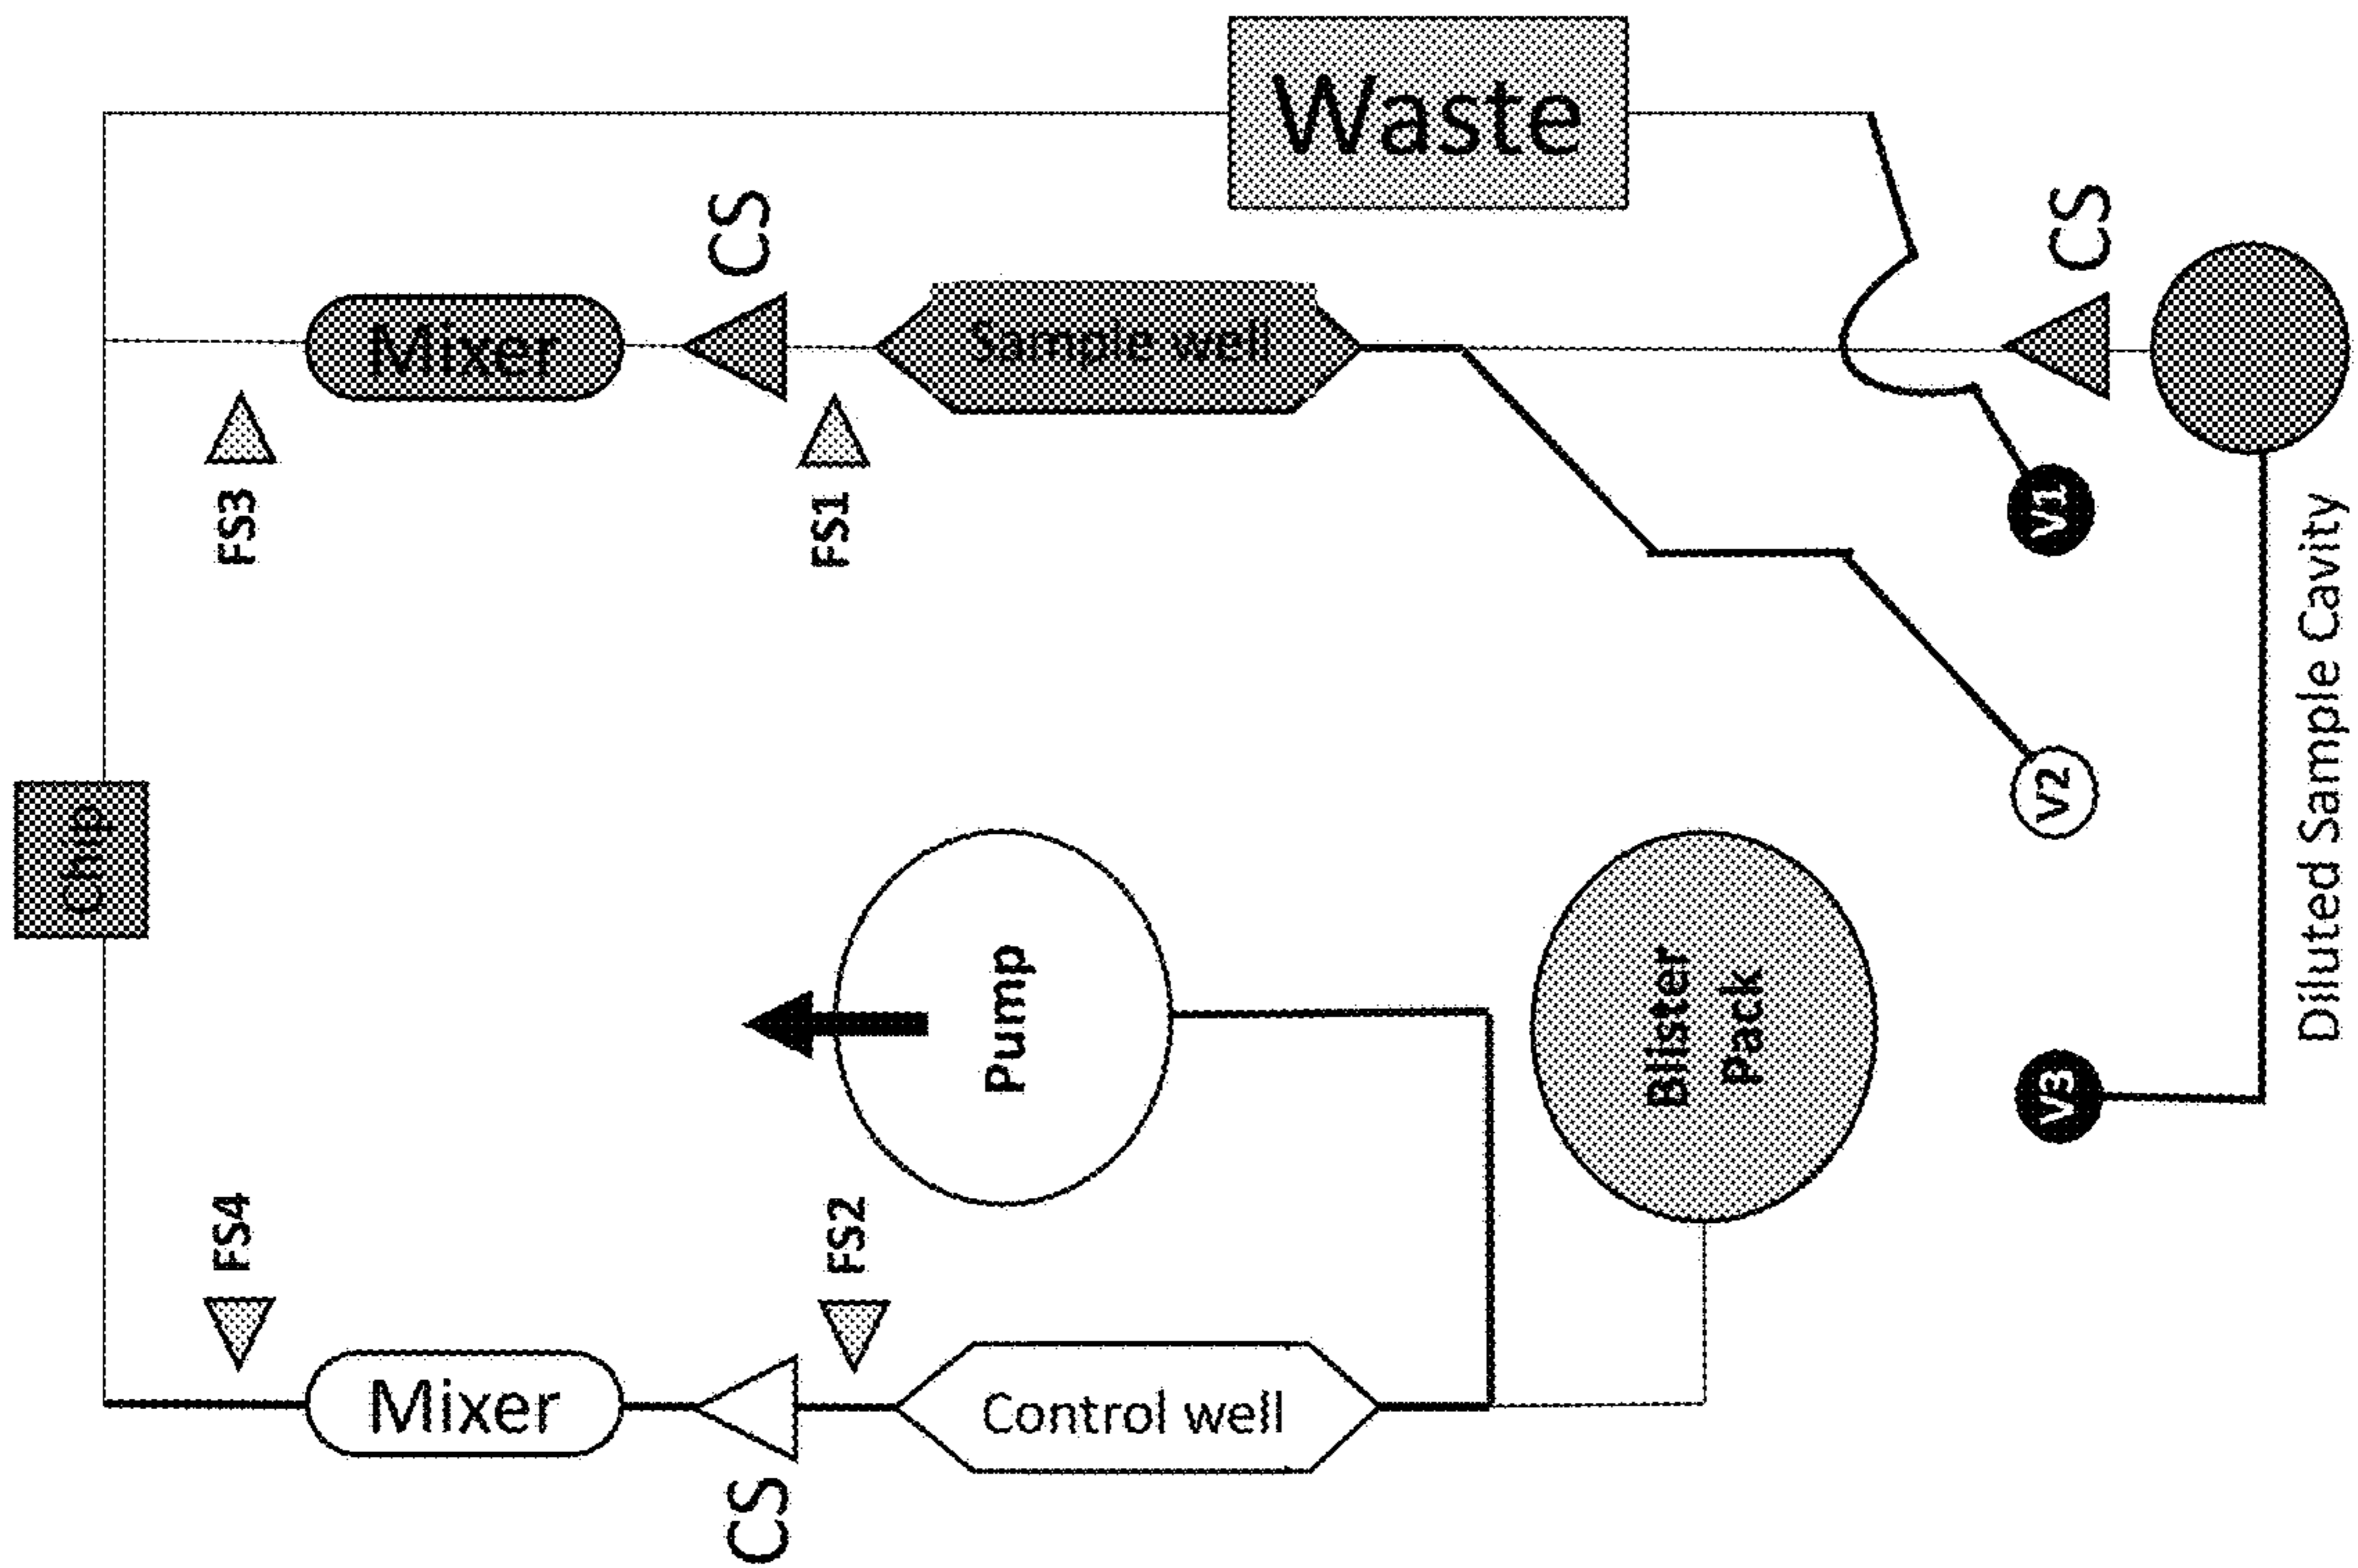 Waste
CS
CS
Mixer
Sample well
FS3
FS1
V1
Chip
V2
Diluted Sample Cavity
Pump
Blister
Pack
V3
FS4
FS2
Mixer
Control well
CS